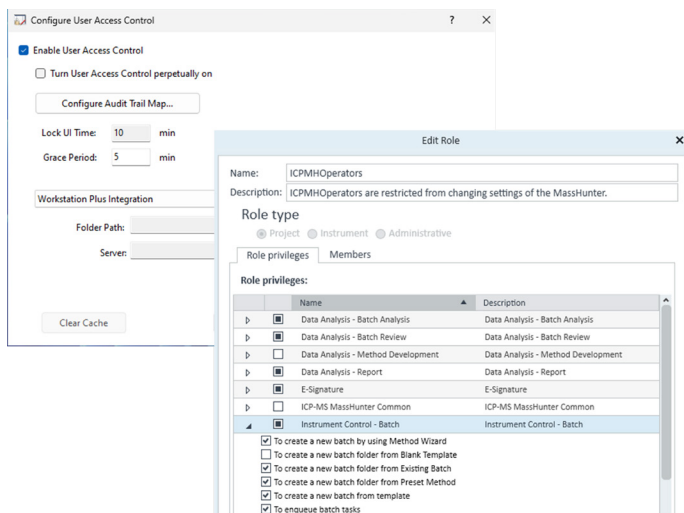 Configure User Access Control
Enable User Access Control
Turn User Access Control perpetually on
Configure Audit Trail Map...
Lock UI Time: 10 min
Grace Period: 5 min
Workstation Plus Integration
Folder Path:
Server:
Clear Cache
Edit Role
Name: ICPMHOperators
Description: ICPMHOperators are restricted from changing settings of the MassHunter.
Role type
Project Instrument Administrative
Role privileges Members
Role privileges:
Name Description
Data Analysis - Batch Analysis Data Analysis - Batch Analysis
Data Analysis - Batch Review Data Analysis - Batch Review
Data Analysis - Method Development Data Analysis - Method Development
Data Analysis - Report Data Analysis - Report
E-Signature E-Signature
ICP-MS MassHunter Common ICP-MS MassHunter Common
Instrument Control - Batch Instrument Control - Batch
To create a new batch by using Method Wizard
To create a new batch folder from Blank Template
To create a new batch folder from Existing Batch
To create a new batch folder from Preset Method
To create a new batch from template
To enqueue batch tasks